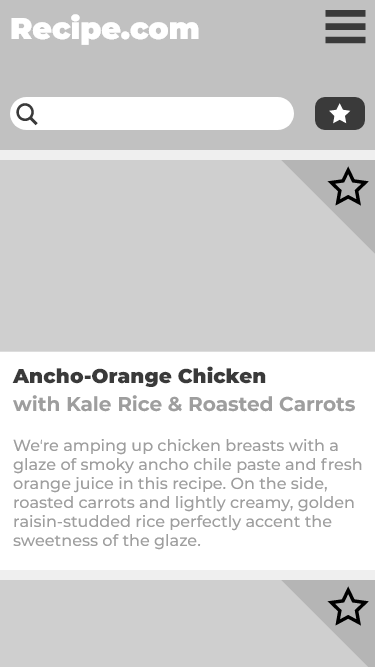 Recipe.com
Ancho-Orange Chicken
with Kale Rice & Roasted Carrots
We're amping up chicken breasts with a
glaze of smoky ancho chile paste and fresh
orange juice in this recipe. On the side,
roasted carrots and lightly creamy, golden
raisin-studded rice perfectly accent the
sweetness of the glaze.